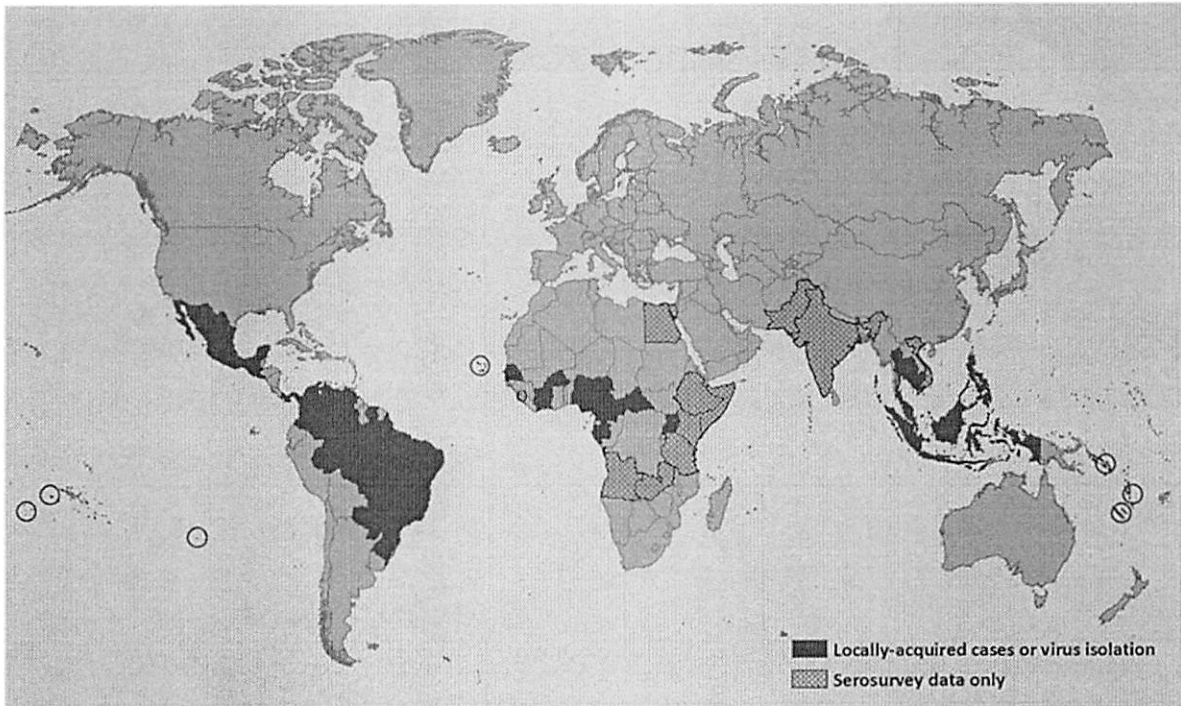 Locally-acquired cases or virus isolation
Serosurvey data only